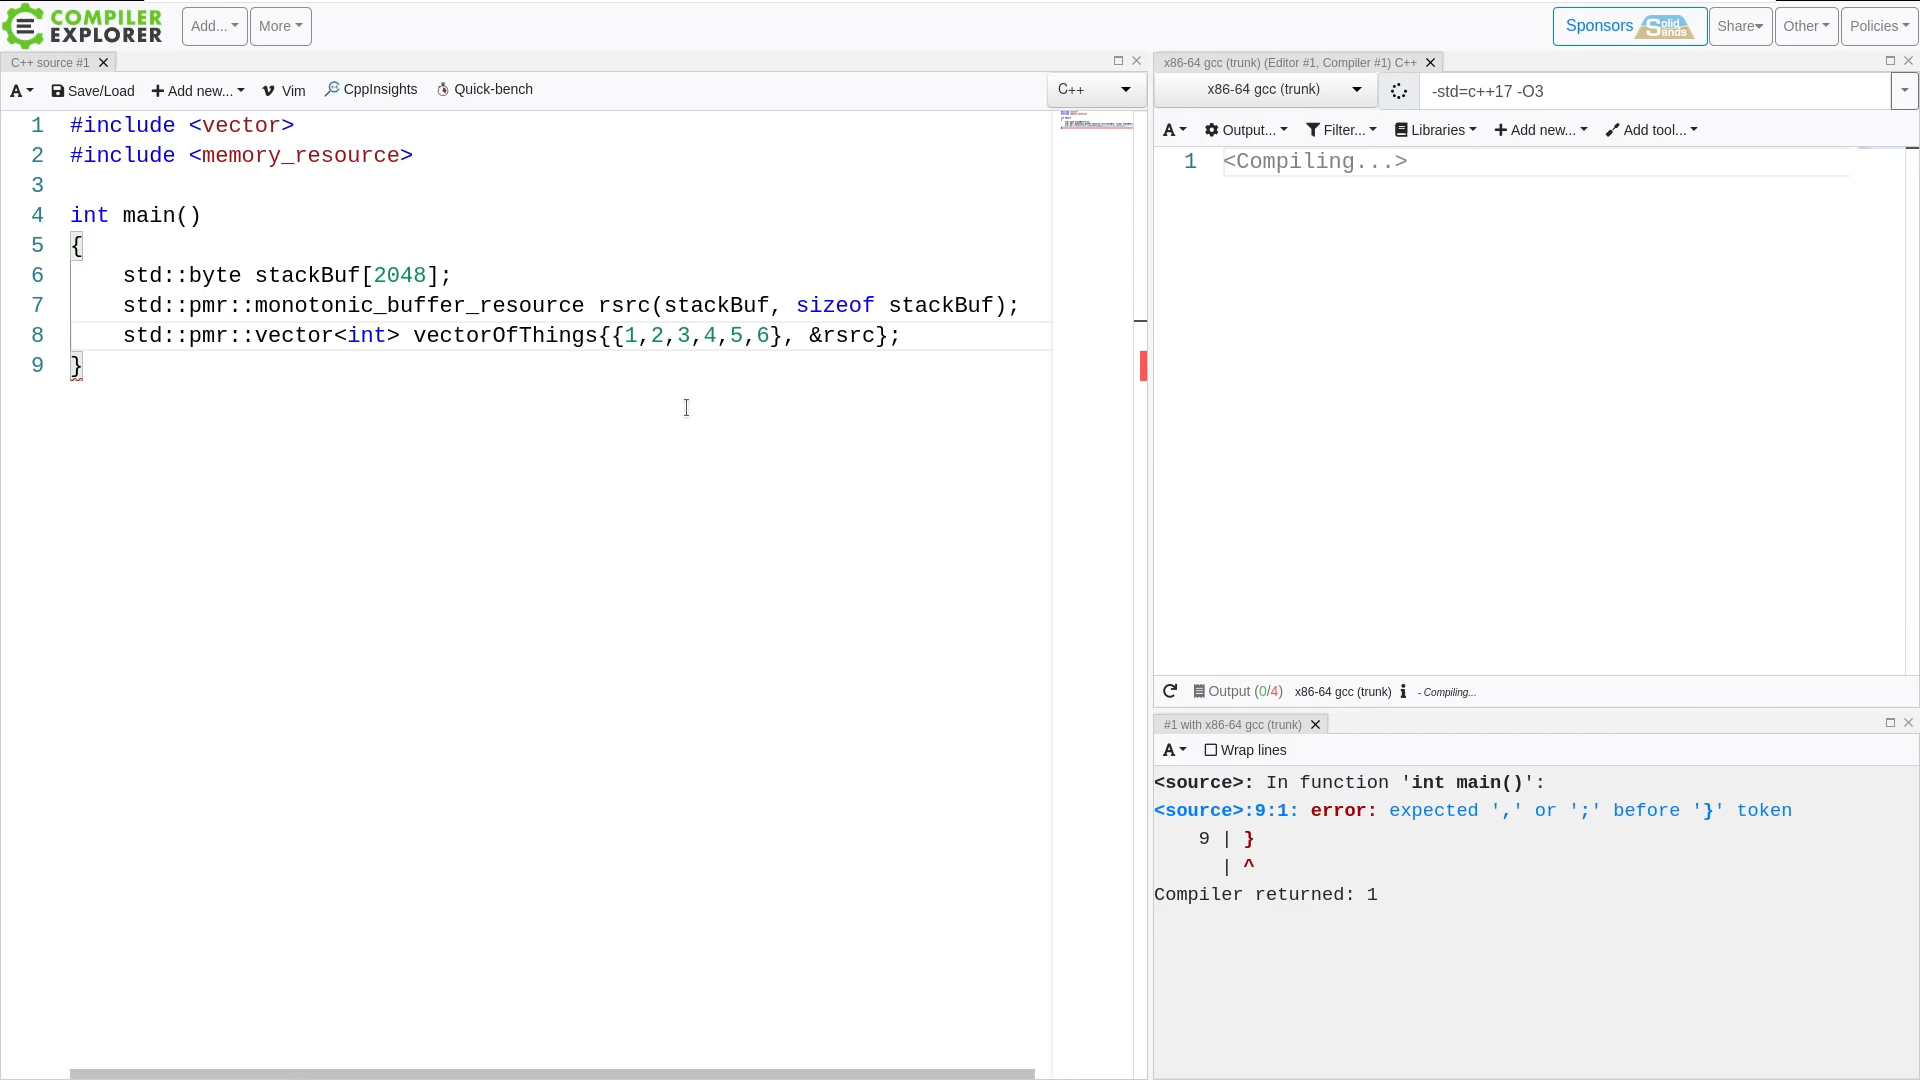 COMPILER
EXPLORER
Add...
More
Sponsors Solid Sands
Share
Other
Policies
C++ source #1
A
Save/Load
Add new...
Vim
CppInsights
Quick-bench
C++
1 #include <vector>
2 #include <memory_resource>
3
4 int main()
5 {
6 std::byte stackBuf[2048];
7 std::pmr::monotonic_buffer_resource rsrc(stackBuf, sizeof stackBuf);
8 std::pmr::vector<int> vectorOfThings{{1,2,3,4,5,6}, &rsrc};
9 }
x86-64 gcc (trunk) (Editor #1, Compiler #1) C++
x86-64 gcc (trunk)
-std=c++17 -O3
A
Output...
Filter...
Libraries
Add new...
Add tool...
1 <Compiling...>
Output (0/4) x86-64 gcc (trunk) - Compiling...
#1 with x86-64 gcc (trunk)
A
Wrap lines
<source>: In function 'int main()':
<source>:9:1: error: expected ',' or ';' before '}' token
9 | }
| ^
Compiler returned: 1